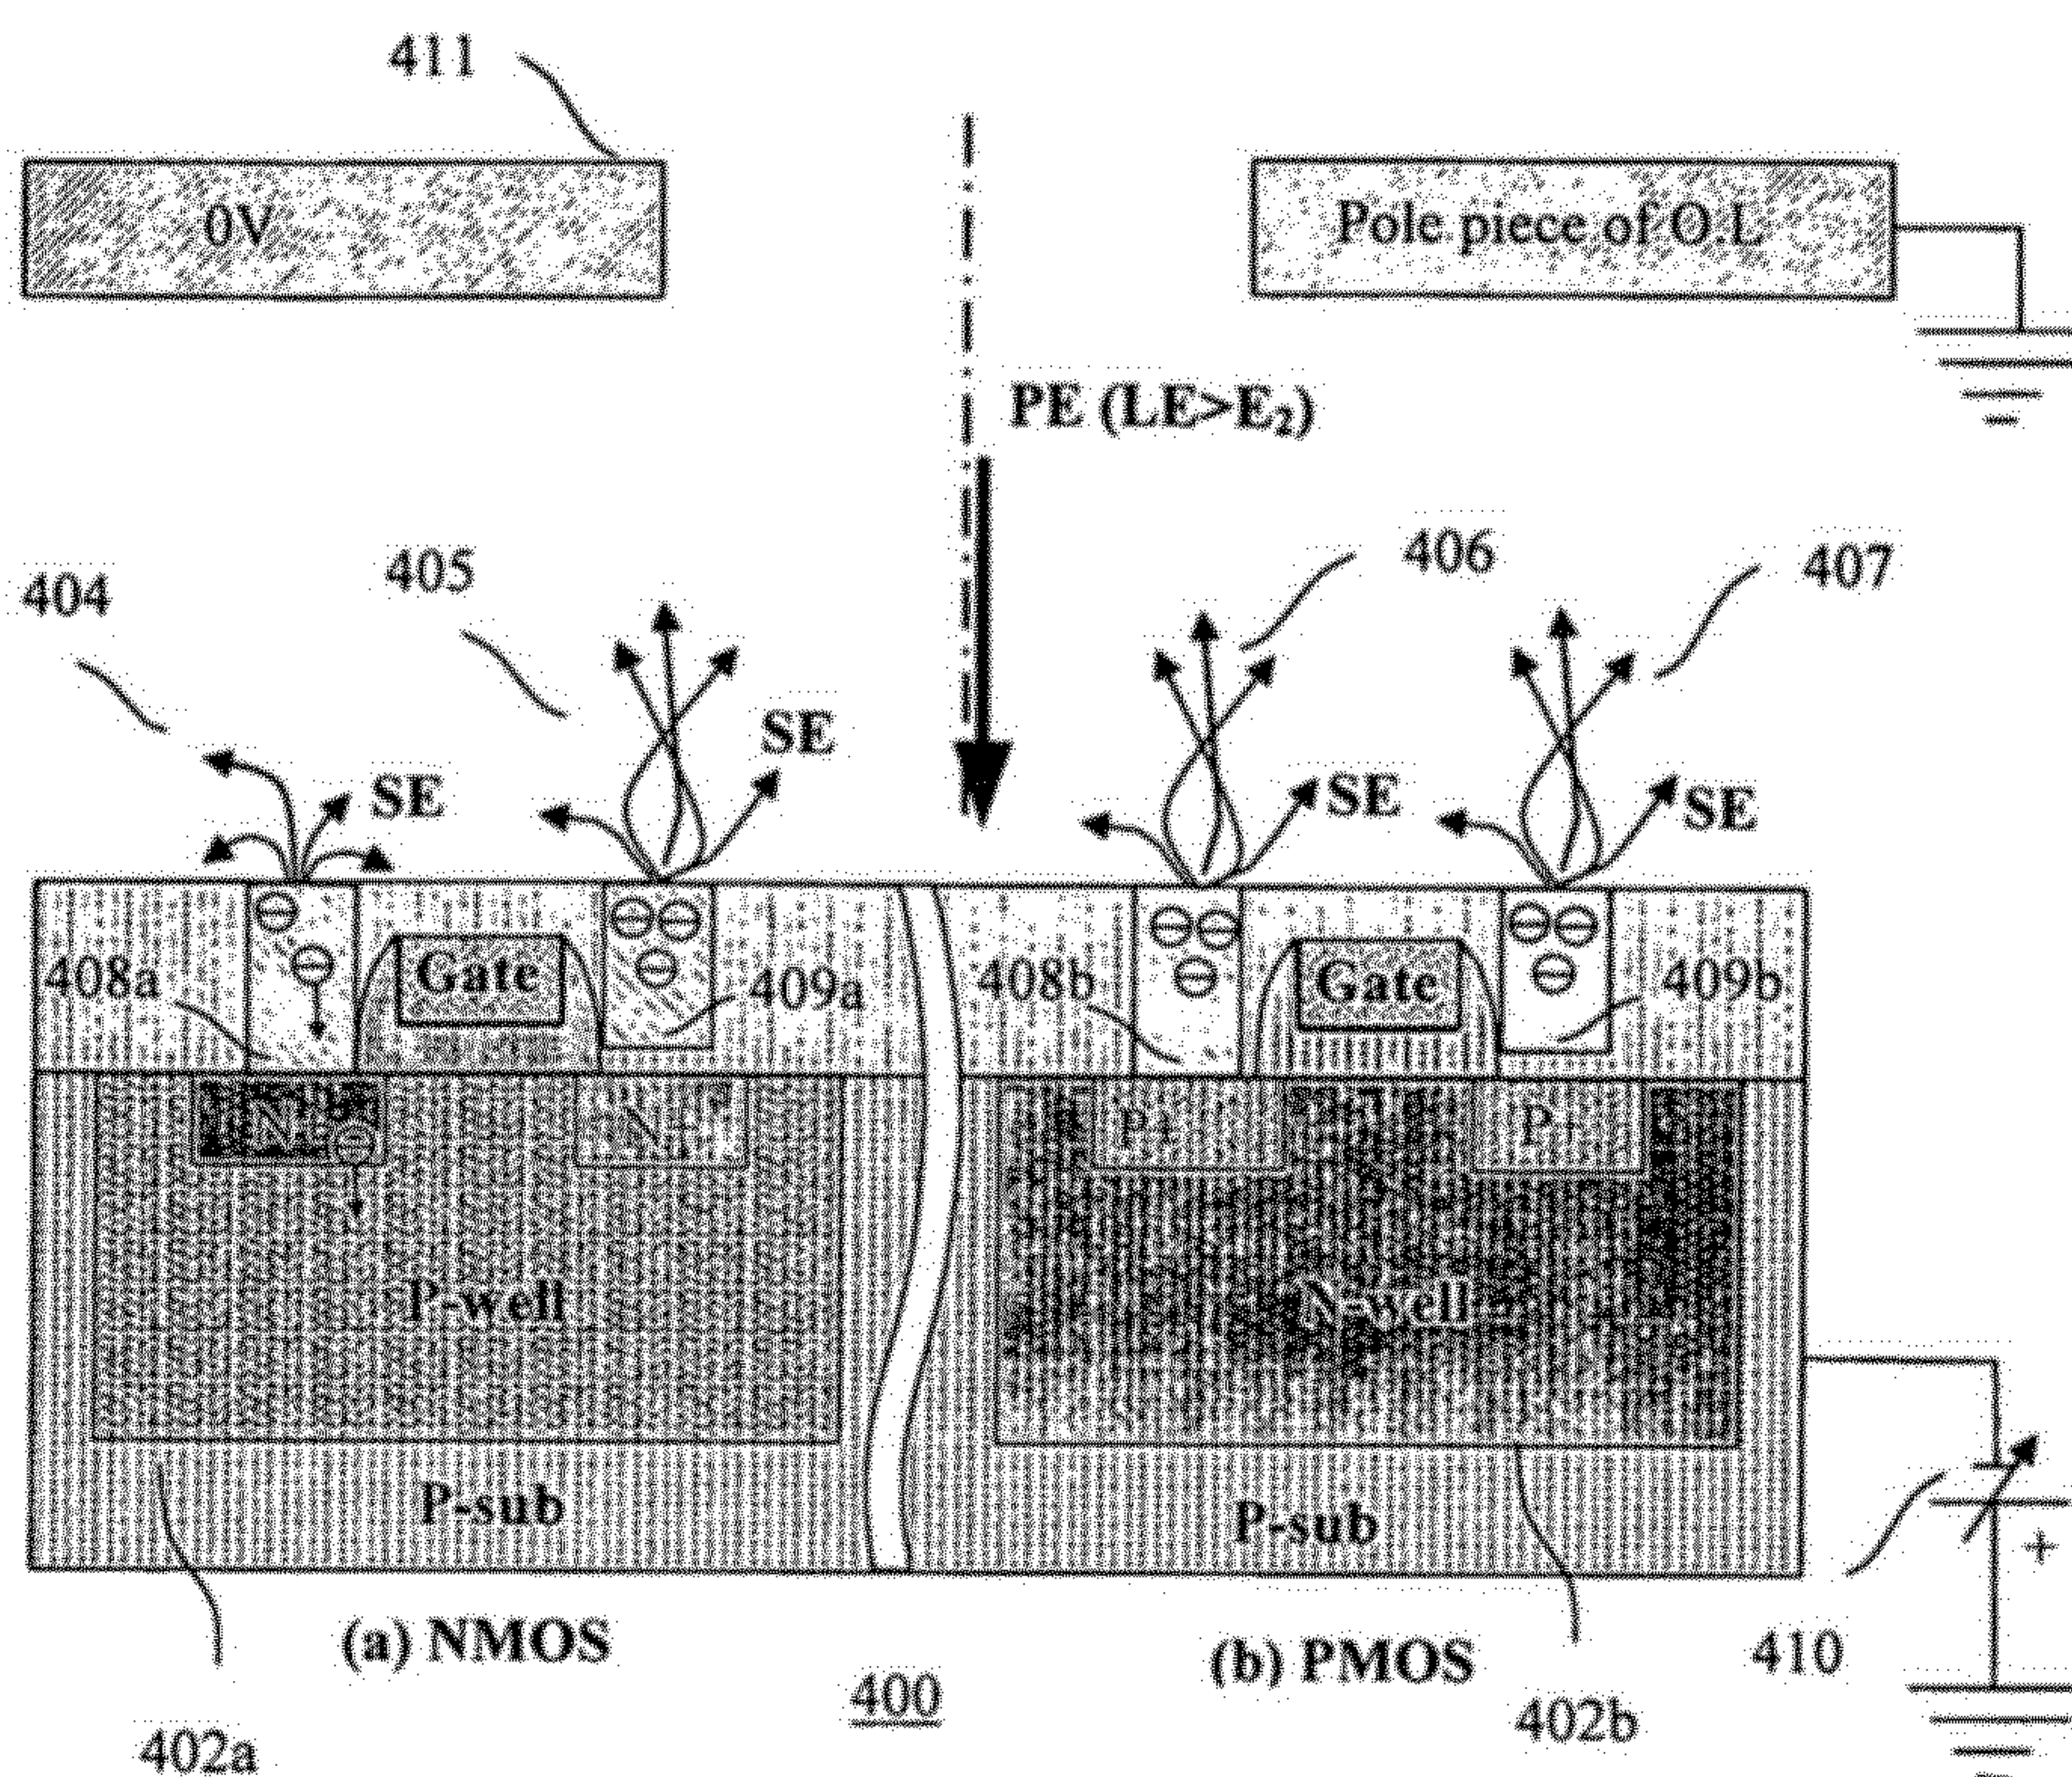 411
0V
Pole piece of O.L
PE (LE>E₂)
404
405
406
407
SE
SE
SE
SE
408a
Gate
409a
408b
Gate
409b
N+
P+
P+
P-well
N-well
P-sub
P-sub
+
(a) NMOS
(b) PMOS
410
400
402a
402b